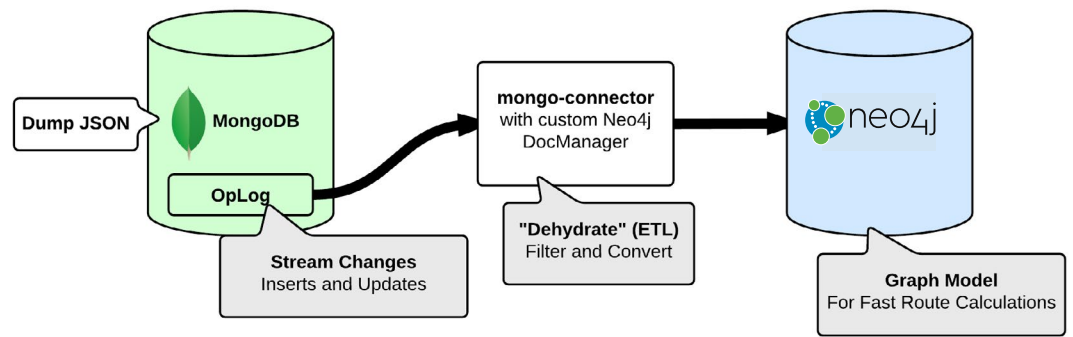 Dump JSON
MongoDB
OpLog
Stream Changes
Inserts and Updates
mongo-connector
with custom Neo4j
DocManager
"Dehydrate" (ETL)
Filter and Convert
neo4j
Graph Model
For Fast Route Calculations